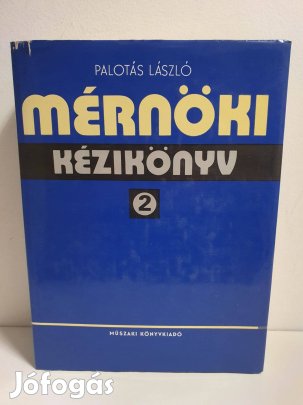 PALOTÁS LÁSZLÓ
MÉRNÖKI
KÉZIKÖNYV
2
MŰSZAKI KÖNYVKIADÓ
Jófogás